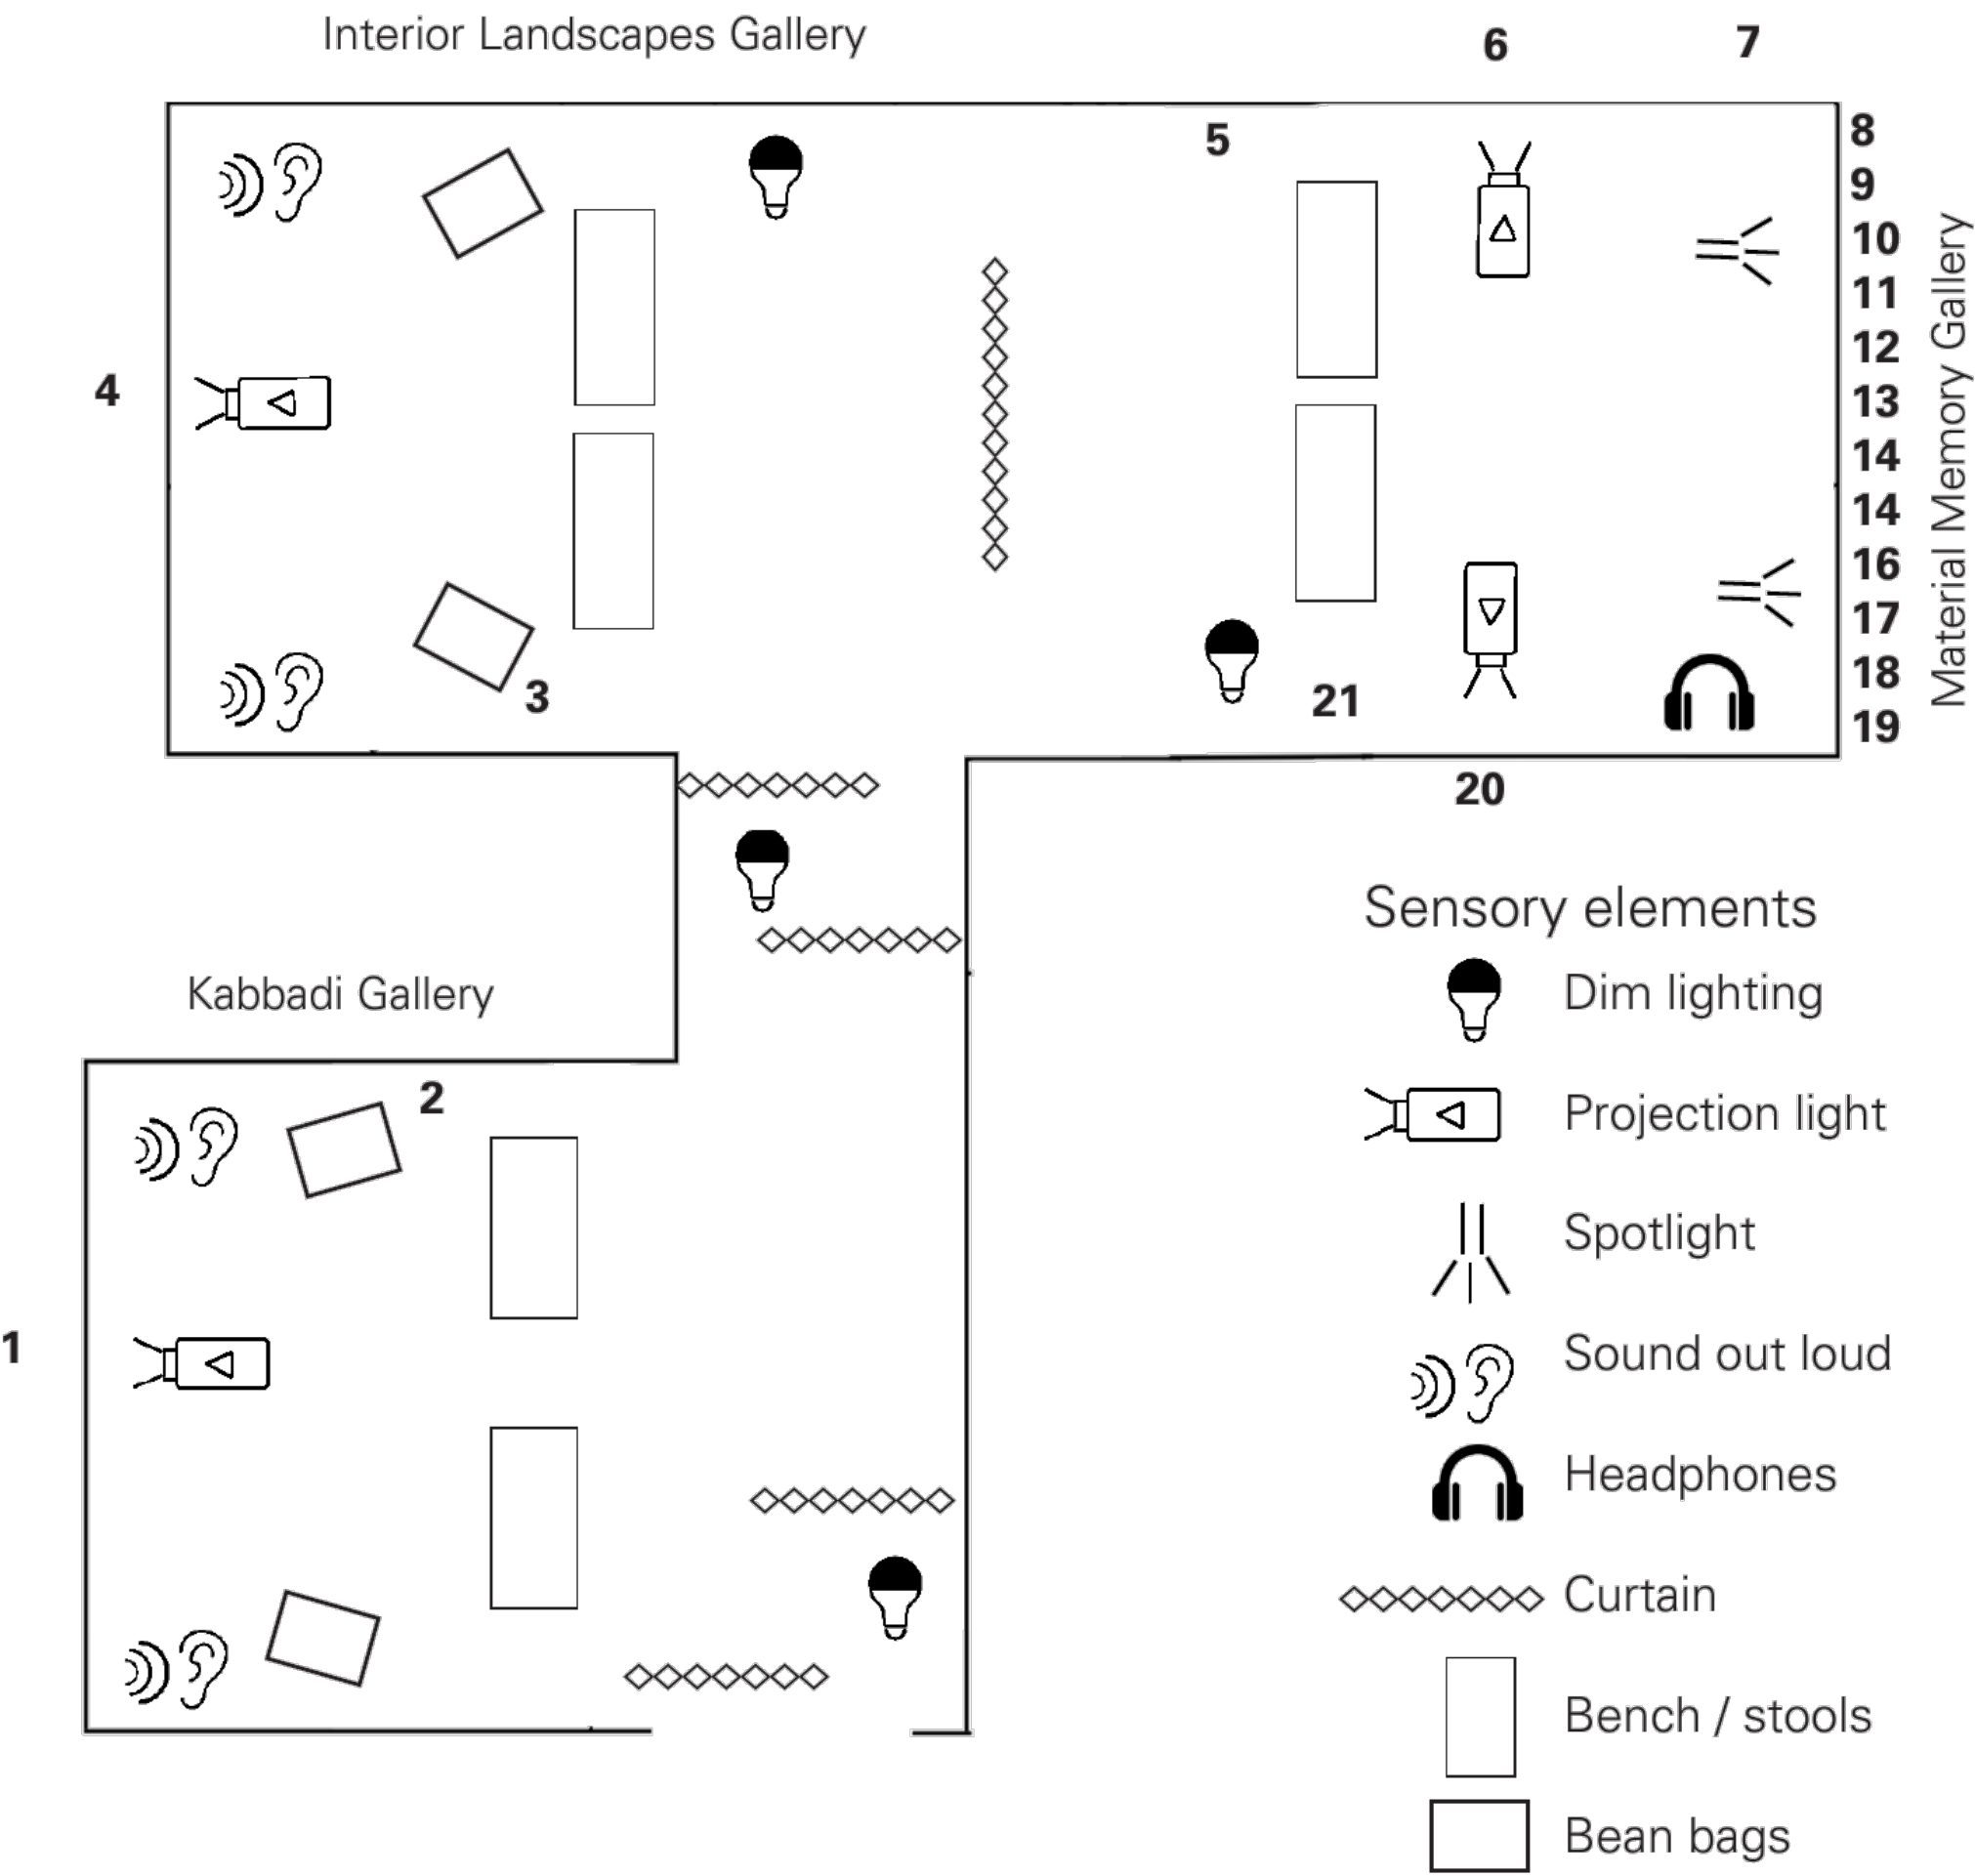 Interior Landscapes Gallery
6
7
5
8
9
10
11
12
13
14
14
16
17
18
19
Material Memory Gallery
4
3
21
20
Kabbadi Gallery
2
1
Sensory elements
Dim lighting
Projection light
Spotlight
Sound out loud
Headphones
Curtain
Bench / stools
Bean bags